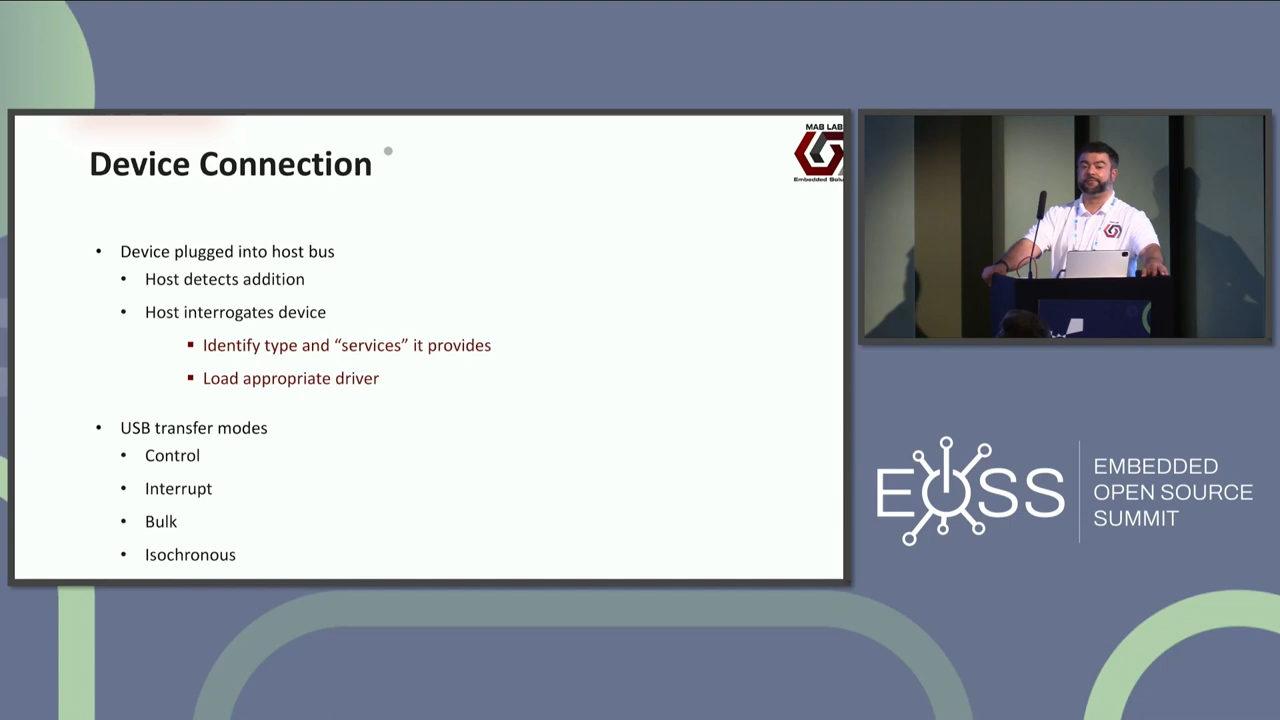 MAB LAB
Embedded Solu
Device Connection
• Device plugged into host bus
• Host detects addition
• Host interrogates device
▪ Identify type and “services” it provides
▪ Load appropriate driver
• USB transfer modes
• Control
• Interrupt
• Bulk
• Isochronous
EOSS
EMBEDDED
OPEN SOURCE
SUMMIT